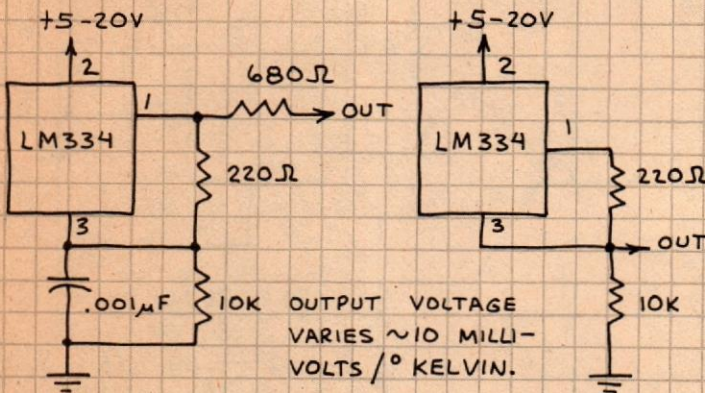 +5-20V
2
680Ω
1
OUT
LM334
220Ω
3
.001µF
10K
+5-20V
2
1
LM334
220Ω
3
OUT
10K
OUTPUT VOLTAGE
VARIES ~10 MILLI-
VOLTS /° KELVIN.